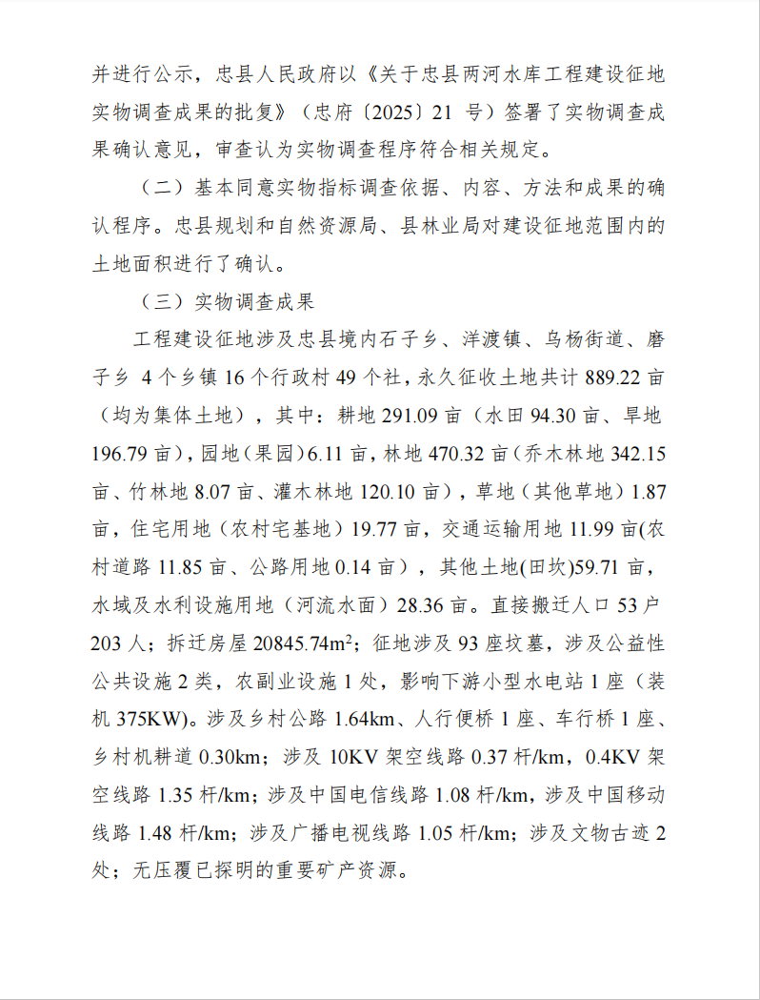 并进行公示，忠县人民政府以《关于忠县两河水库工程建设征地
实物调查成果的批复》（忠府〔2025〕21 号）签署了实物调查成
果确认意见，审查认为实物调查程序符合相关规定。
（二）基本同意实物指标调查依据、内容、方法和成果的确
认程序。忠县规划和自然资源局、县林业局对建设征地范围内的
土地面积进行了确认。
（三）实物调查成果
工程建设征地涉及忠县境内石子乡、洋渡镇、乌杨街道、磨
子乡 4 个乡镇 16 个行政村 49 个社，永久征收土地共计 889.22 亩
（均为集体土地），其中：耕地 291.09 亩（水田 94.30 亩、旱地
196.79 亩），园地（果园）6.11 亩，林地 470.32 亩（乔木林地 342.15
亩、竹林地 8.07 亩、灌木林地 120.10 亩），草地（其他草地）1.87
亩，住宅用地（农村宅基地）19.77 亩，交通运输用地 11.99 亩(农
村道路 11.85 亩、公路用地 0.14 亩），其他土地(田坎)59.71 亩，
水域及水利设施用地（河流水面）28.36 亩。直接搬迁人口 53 户
203 人；拆迁房屋 20845.74m²；征地涉及 93 座坟墓，涉及公益性
公共设施 2 类，农副业设施 1 处，影响下游小型水电站 1 座（装
机 375KW)。涉及乡村公路 1.64km、人行便桥 1 座、车行桥 1 座、
乡村机耕道 0.30km；涉及 10KV 架空线路 0.37 杆/km，0.4KV 架
空线路 1.35 杆/km；涉及中国电信线路 1.08 杆/km，涉及中国移动
线路 1.48 杆/km；涉及广播电视线路 1.05 杆/km；涉及文物古迹 2
处；无压覆已探明的重要矿产资源。